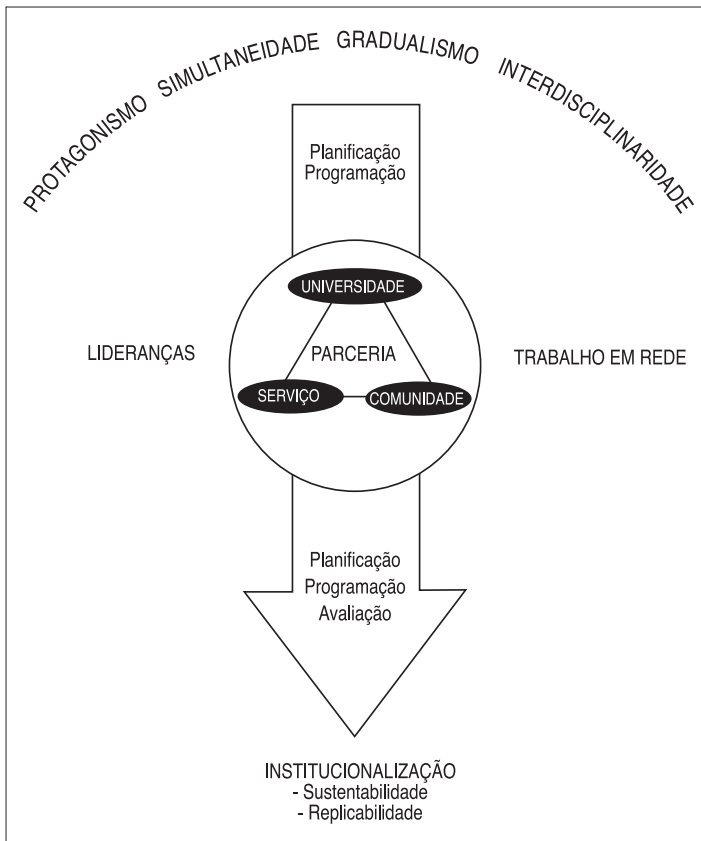 PROTAGONISMO SIMULTANEIDADE GRADUALISMO INTERDISCIPLINARIDADE
Planificação
Programação
UNIVERSIDADE
LIDERANÇAS
PARCERIA
TRABALHO EM REDE
SERVIÇO
COMUNIDADE
Planificação
Programação
Avaliação
INSTITUCIONALIZAÇÃO
- Sustentabilidade
- Replicabilidade